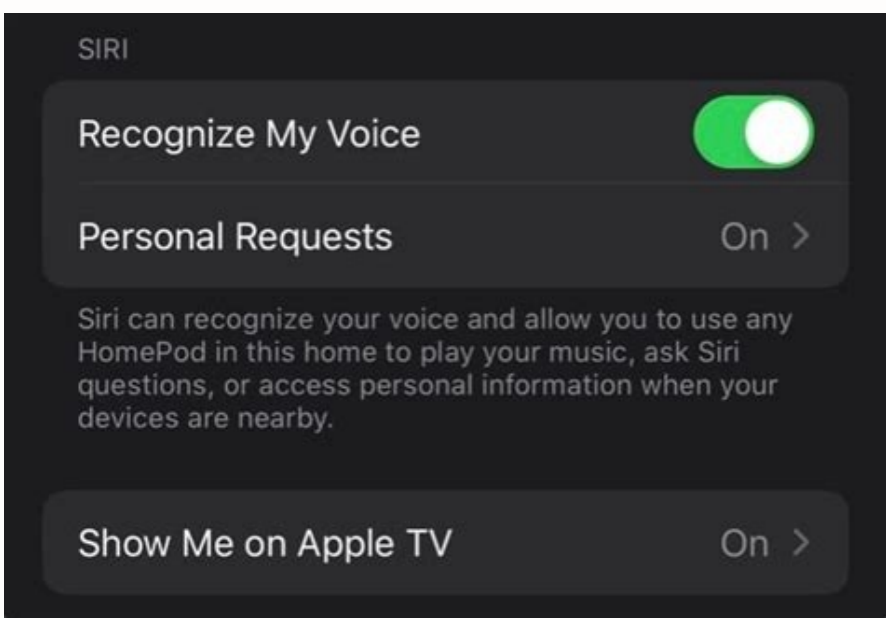 SIRI
Recognize My Voice
Personal Requests On >
Siri can recognize your voice and allow you to use any
HomePod in this home to play your music, ask Siri
questions, or access personal information when your
devices are nearby.
Show Me on Apple TV On >